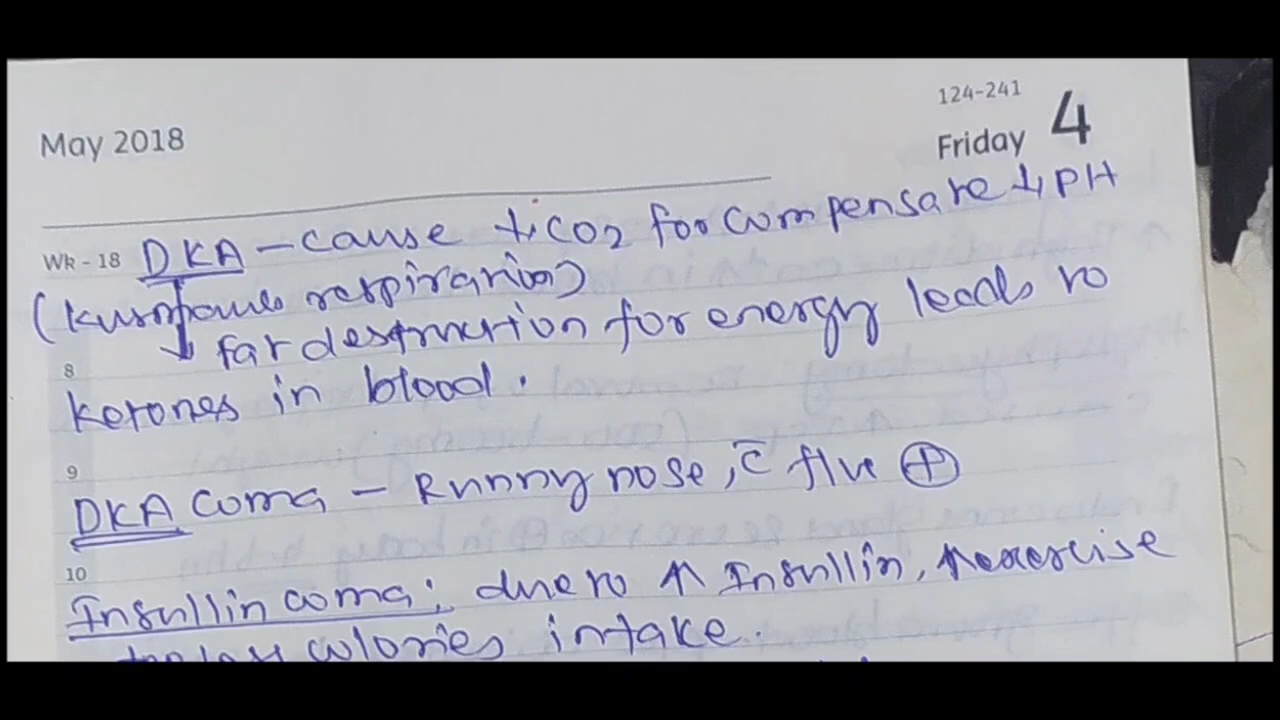 124-241
May 2018
Friday 4
Wk - 18 DKA - cause ↓ CO2 for compensate ↓ PH
(Kussmauls respiration)
↓ fat destruction for energy leads to
8
ketones in blood.
9
DKA coma - Runny nose, c̄ flue ⊕
10
Insullin coma: due to ↑ Insullin, ↑ exercise
calories intake.